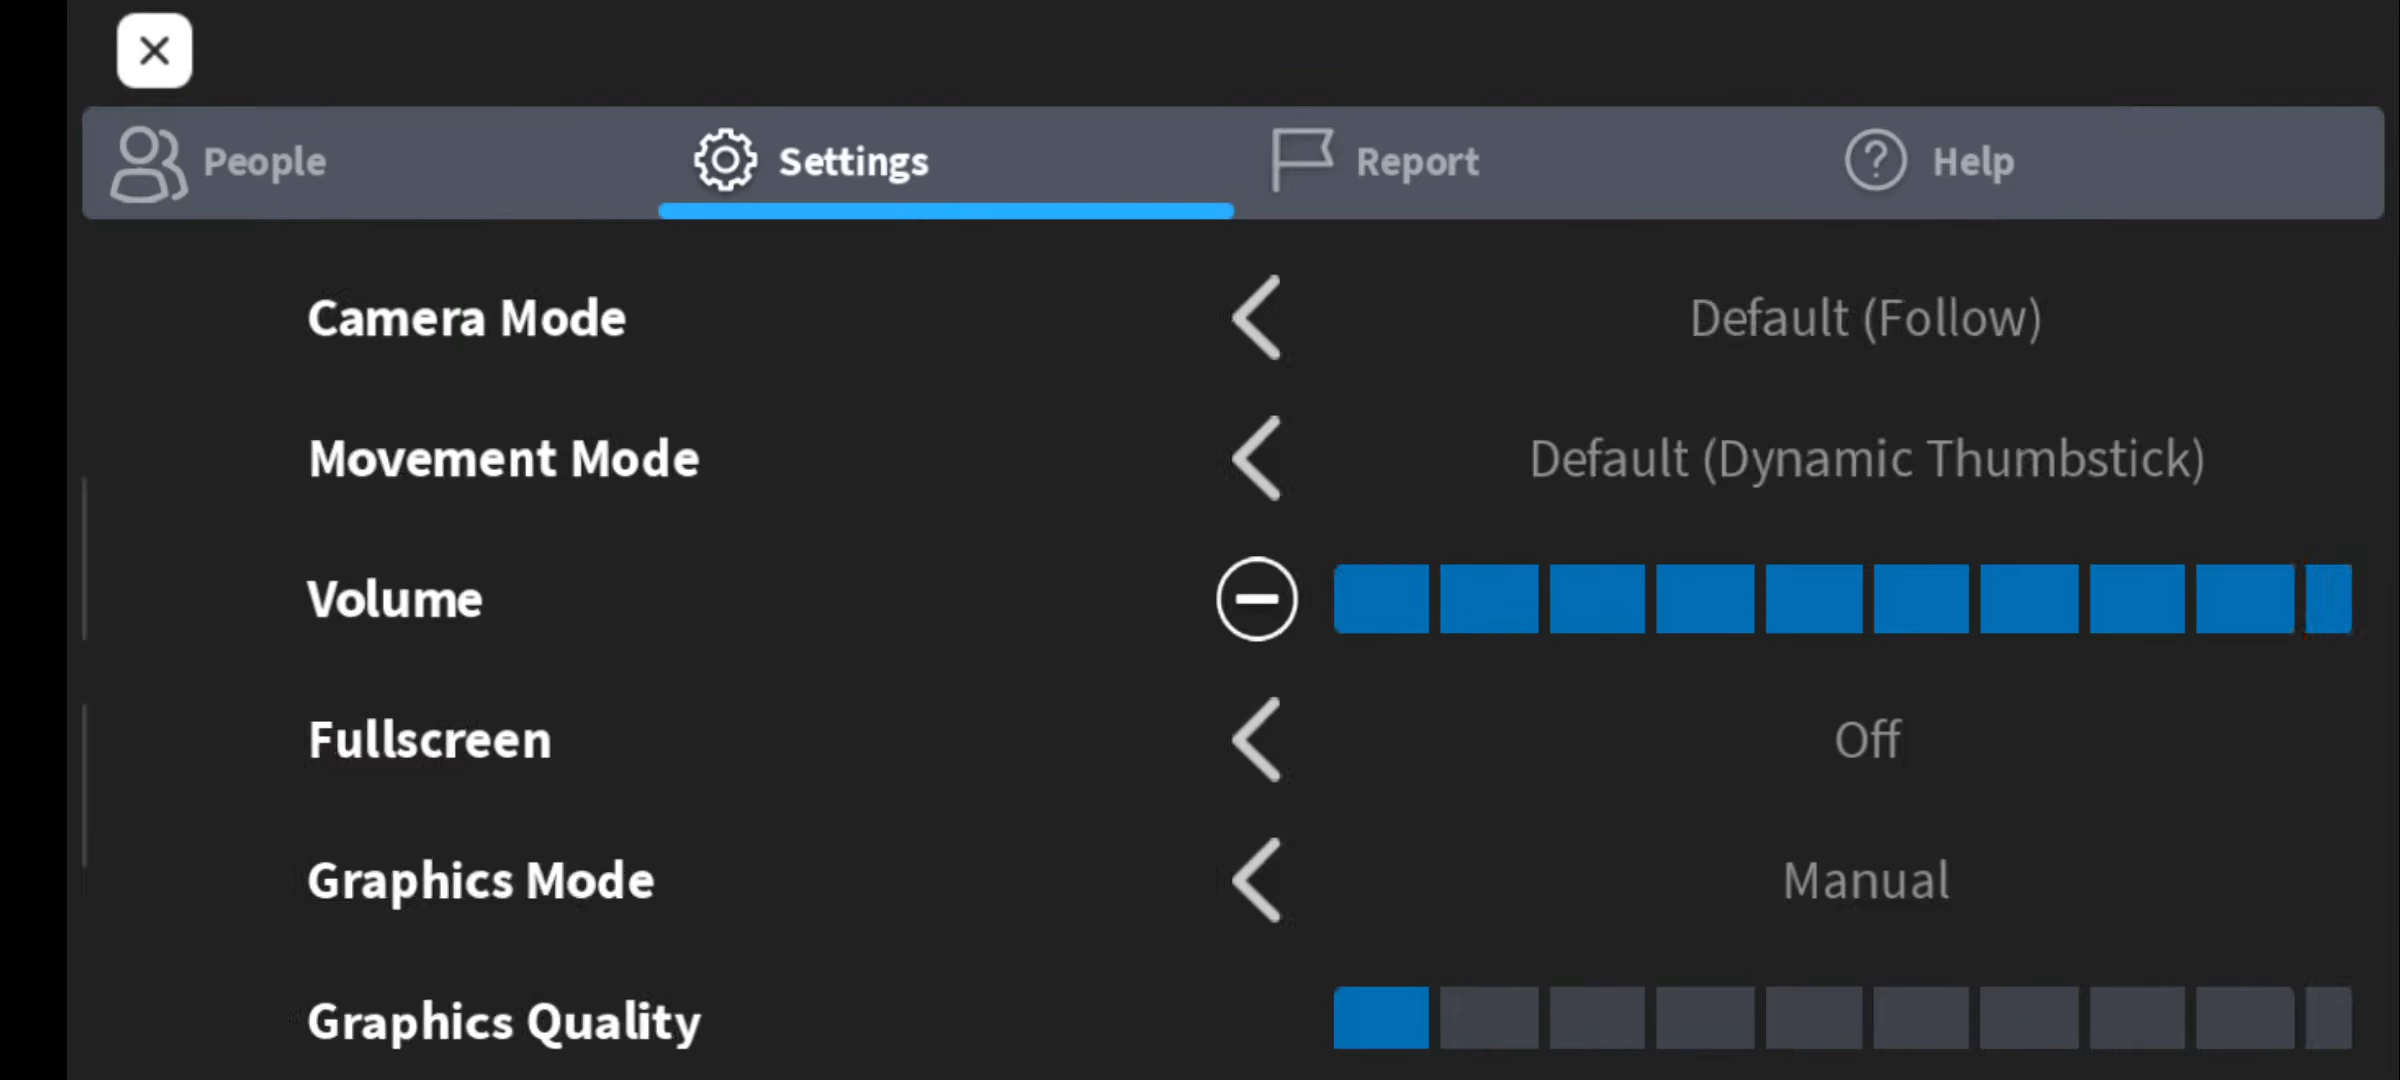 People
Settings
Report
Help
Camera Mode
Default (Follow)
Movement Mode
Default (Dynamic Thumbstick)
Volume
Fullscreen
Off
Graphics Mode
Manual
Graphics Quality